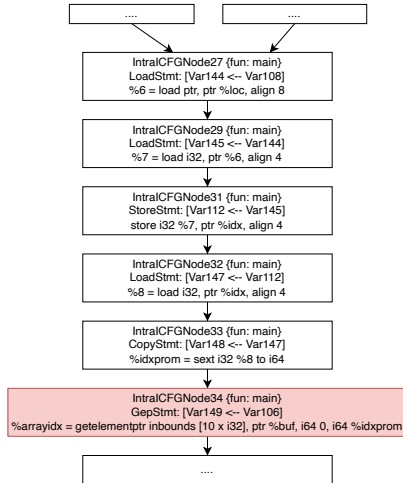 ....
....
IntraICFGNode27 {fun: main}
LoadStmt: [Var144 <-- Var108]
%6 = load ptr, ptr %loc, align 8
IntraICFGNode29 {fun: main}
LoadStmt: [Var145 <-- Var144]
%7 = load i32, ptr %6, align 4
IntraICFGNode31 {fun: main}
StoreStmt: [Var112 <-- Var145]
store i32 %7, ptr %idx, align 4
IntraICFGNode32 {fun: main}
LoadStmt: [Var147 <-- Var112]
%8 = load i32, ptr %idx, align 4
IntraICFGNode33 {fun: main}
CopyStmt: [Var148 <-- Var147]
%idxprom = sext i32 %8 to i64
IntraICFGNode34 {fun: main}
GepStmt: [Var149 <-- Var106]
%arrayidx = getelementptr inbounds [10 x i32], ptr %buf, i64 0, i64 %idxprom
....